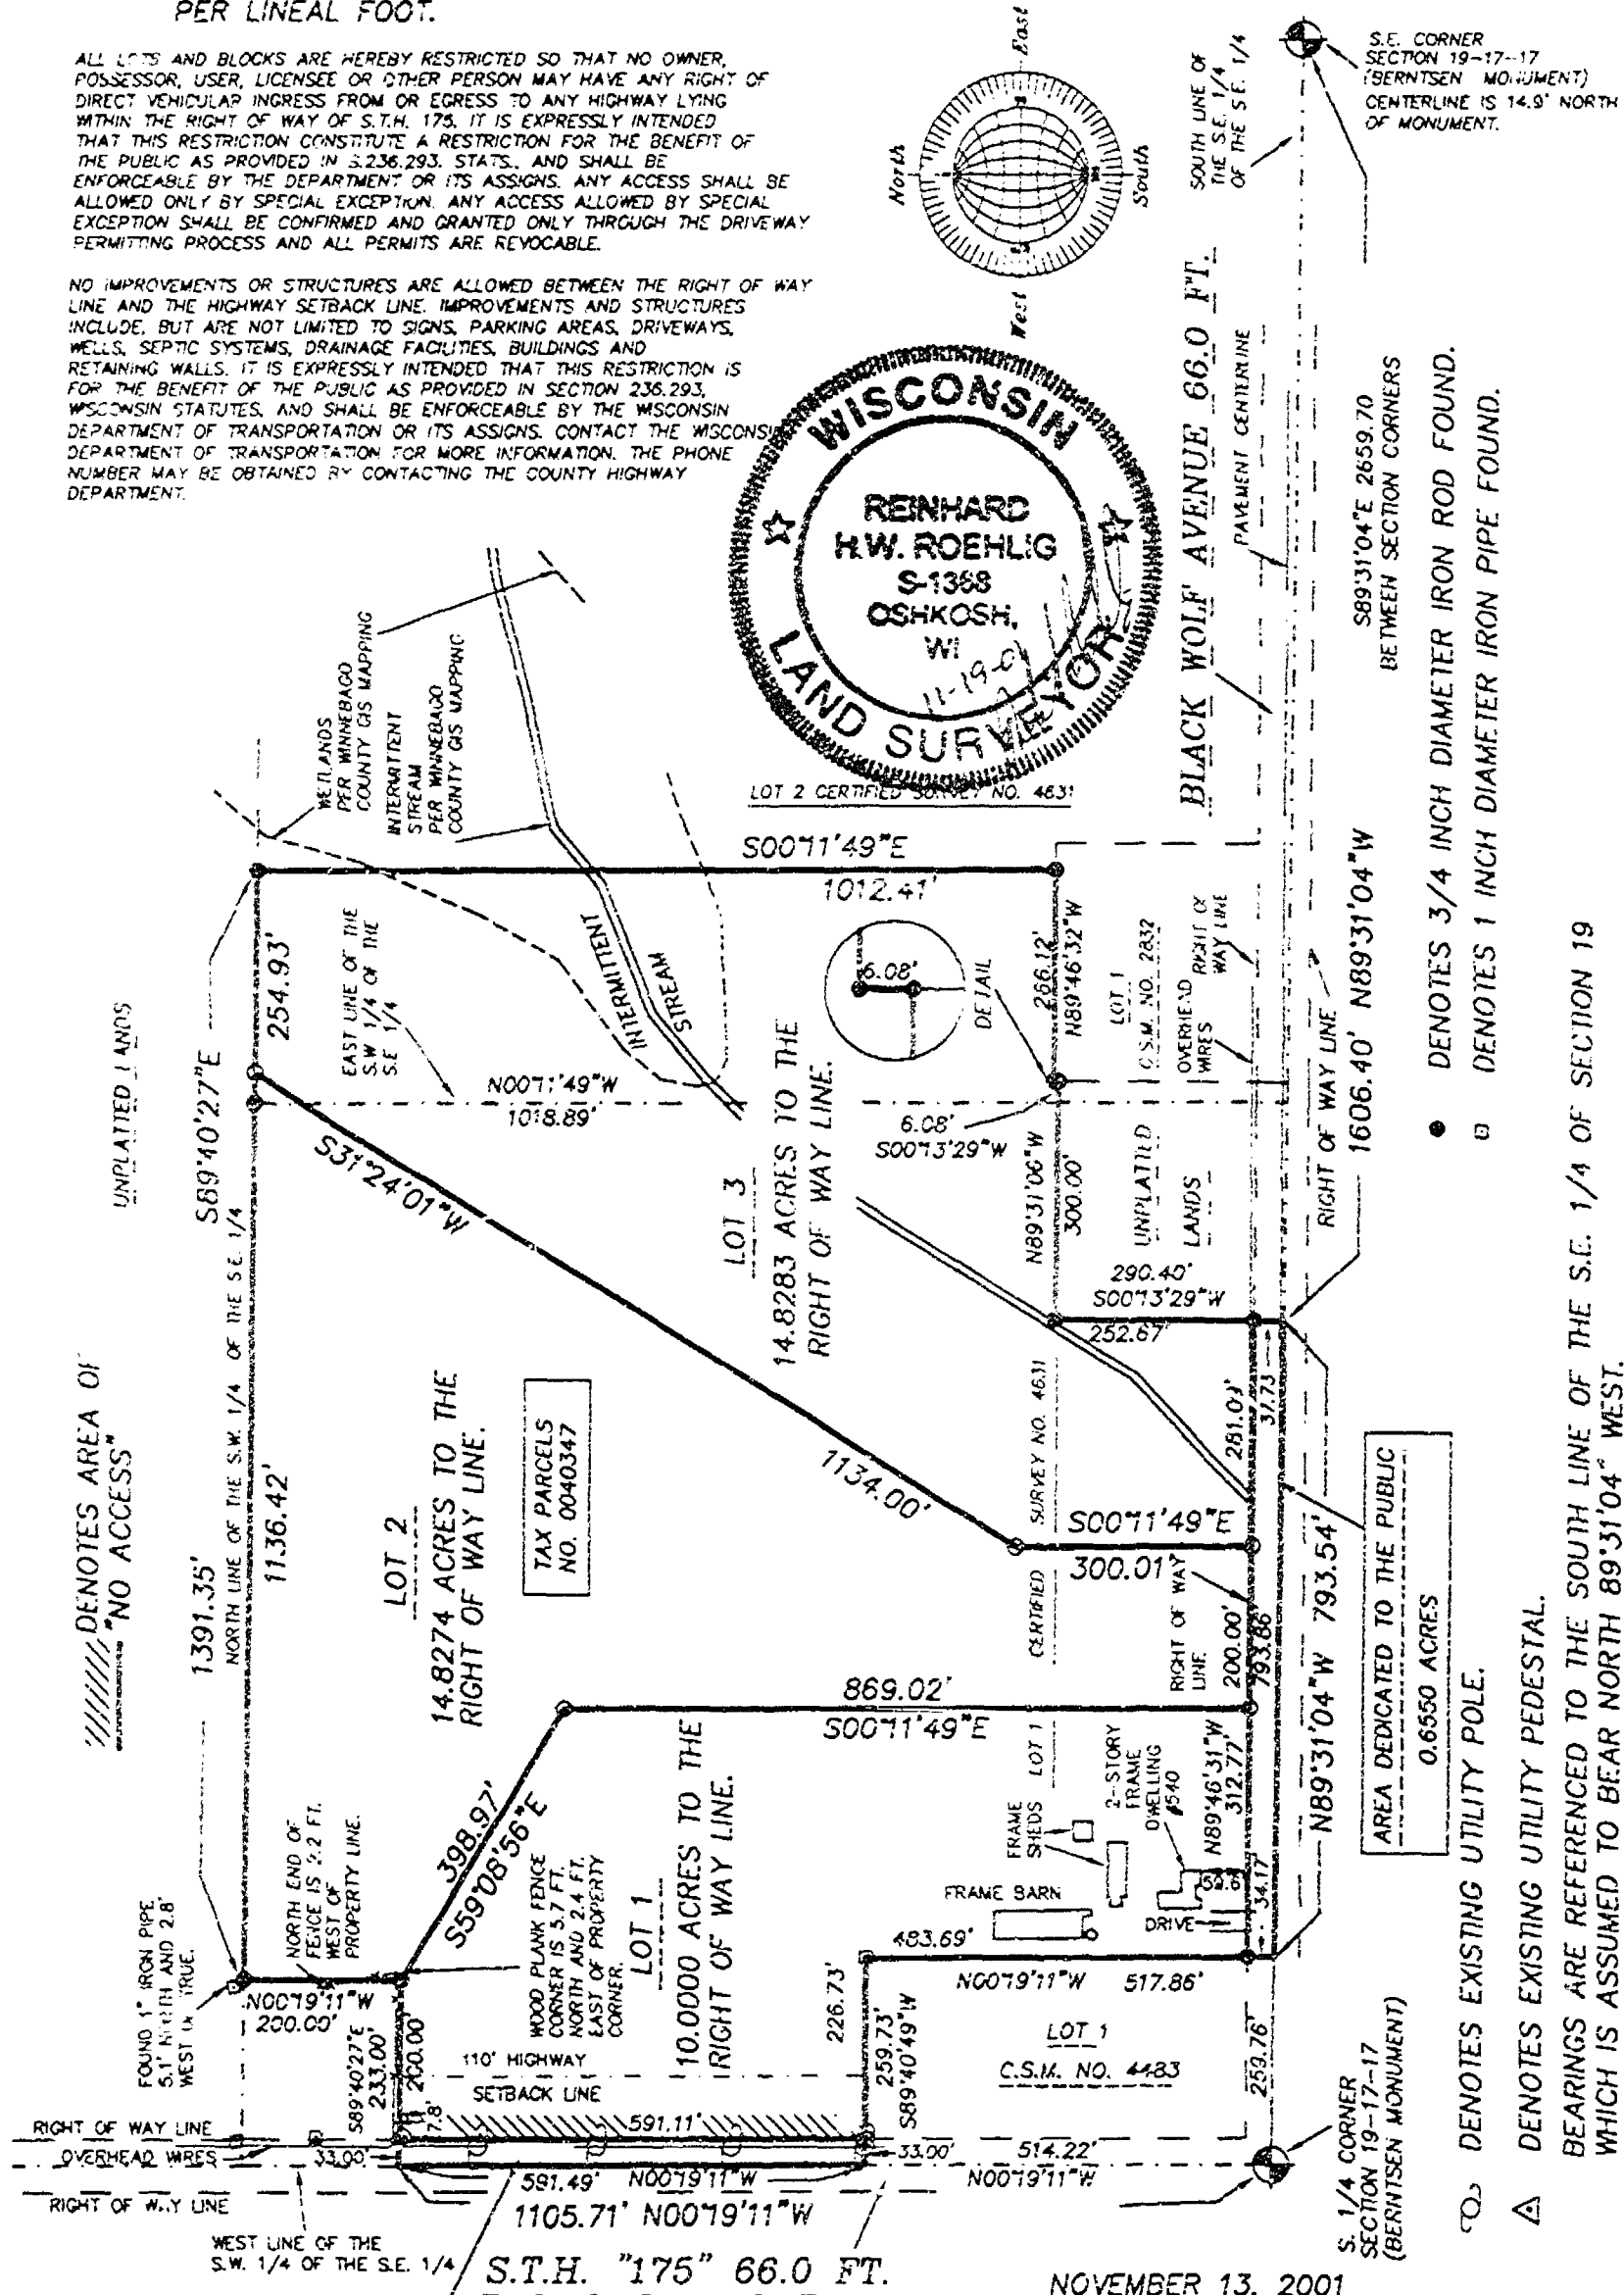 PER LINEAL FOOT.
ALL LOTS AND BLOCKS ARE HEREBY RESTRICTED SO THAT NO OWNER,
POSSESSOR, USER, LICENSEE OR OTHER PERSON MAY HAVE ANY RIGHT OF
DIRECT VEHICULAR INGRESS FROM OR EGRESS TO ANY HIGHWAY LYING
WITHIN THE RIGHT OF WAY OF S.T.H. 175. IT IS EXPRESSLY INTENDED
THAT THIS RESTRICTION CONSTITUTE A RESTRICTION FOR THE BENEFIT OF
THE PUBLIC AS PROVIDED IN S.236.293. STATS., AND SHALL BE
ENFORCEABLE BY THE DEPARTMENT OR ITS ASSIGNS. ANY ACCESS SHALL BE
ALLOWED ONLY BY SPECIAL EXCEPTION. ANY ACCESS ALLOWED BY SPECIAL
EXCEPTION SHALL BE CONFIRMED AND GRANTED ONLY THROUGH THE DRIVEWAY
PERMITTING PROCESS AND ALL PERMITS ARE REVOCABLE.
NO IMPROVEMENTS OR STRUCTURES ARE ALLOWED BETWEEN THE RIGHT OF WAY
LINE AND THE HIGHWAY SETBACK LINE. IMPROVEMENTS AND STRUCTURES
INCLUDE, BUT ARE NOT LIMITED TO SIGNS, PARKING AREAS, DRIVEWAYS,
WELLS, SEPTIC SYSTEMS, DRAINAGE FACILITIES, BUILDINGS AND
RETAINING WALLS. IT IS EXPRESSLY INTENDED THAT THIS RESTRICTION IS
FOR THE BENEFIT OF THE PUBLIC AS PROVIDED IN SECTION 236.293,
WISCONSIN STATUTES, AND SHALL BE ENFORCEABLE BY THE WISCONSIN
DEPARTMENT OF TRANSPORTATION OR ITS ASSIGNS. CONTACT THE WISCONSI
DEPARTMENT OF TRANSPORTATION FOR MORE INFORMATION. THE PHONE
NUMBER MAY BE OBTAINED BY CONTACTING THE COUNTY HIGHWAY
DEPARTMENT.
North
East
South
West
SOUTH LINE OF
THE S.E. 1/4
OF THE S.E. 1/4
S.E. CORNER
SECTION 19-17-17
(BERNTSEN MONUMENT)
CENTERLINE IS 14.9' NORTH
OF MONUMENT.
WISCONSIN
REINHARD
H.W. ROEHLIG
S-1368
OSHKOSH,
WI
LAND SURVEYOR
BLACK WOLF AVENUE 66.0 FT.
PAVEMENT CENTERLINE
S89°31'04"E 2659.70
BETWEEN SECTION CORNERS
DENOTES 3/4 INCH DIAMETER IRON ROD FOUND.
DENOTES 1 INCH DIAMETER IRON PIPE FOUND.
WETLANDS
PER WINNEBAGO
COUNTY GIS MAPPING
INTERMITTENT
STREAM
PER WINNEBAGO
COUNTY GIS MAPPING
LOT 2 CERTIFIED SURVEY NO. 4631
S00°11'49"E
1012.41'
UNPLATTED LANDS
S89°40'27"E
254.93'
EAST LINE OF THE
S.W. 1/4 OF THE
S.E. 1/4
N00°11'49"W
1018.89'
INTERMITTENT
STREAM
6.08'
DETAIL
266.12'
N89°46'32"W
LOT 1
C.S.M. NO. 2832
OVERHEAD
WIRES
RIGHT OF
WAY LINE
RIGHT OF WAY LINE
1606.40' N89°31'04"W
6.08'
S00°13'29"W
N89°31'06"W
300.00'
UNPLATTED
LANDS
290.40'
S00°13'29"W
252.67'
S31°24'01"W
1134.00'
LOT 3
14.8283 ACRES TO THE
RIGHT OF WAY LINE.
DENOTES AREA OF
"NO ACCESS"
1391.35'
NORTH LINE OF THE S.W. 1/4 OF THE S.E. 1/4
1136.42'
LOT 2
14.8274 ACRES TO THE
RIGHT OF WAY LINE.
TAX PARCELS
NO. 0040347
LOT 1 CERTIFIED SURVEY NO. 4631
S00°11'49"E
300.01'
281.03'
37.73
RIGHT OF WAY
LINE
200.00'
793.86'
N89°31'04"W 793.54'
AREA DEDICATED TO THE PUBLIC
0.6550 ACRES
869.02'
S00°11'49"E
398.97'
S59°08'56"E
FOUND 1" IRON PIPE
5.1' NORTH AND 2.8'
WEST OF TRUE.
NORTH END OF
FENCE IS 2.2 FT.
WEST OF
PROPERTY LINE.
N00°19'11"W
200.00'
S89°40'27"E
233.00'
200.00'
7.8'
WOOD PLANK FENCE
CORNER IS 5.7 FT.
NORTH AND 2.4 FT.
EAST OF PROPERTY
CORNER.
LOT 1
10.0000 ACRES TO THE
RIGHT OF WAY LINE.
FRAME
SHEDS
2-STORY
FRAME
DWELLING
#540
FRAME BARN
DRIVE
N89°46'31"W
312.77'
34.17'
483.69'
N00°19'11"W 517.86'
226.73'
259.73'
S89°40'49"W
LOT 1
C.S.M. NO. 4483
259.76'
110' HIGHWAY
SETBACK LINE
591.11'
RIGHT OF WAY LINE
OVERHEAD WIRES
33.00'
33.00'
514.22'
N00°19'11"W
591.49' N00°19'11"W
RIGHT OF WAY LINE
1105.71' N00°19'11"W
WEST LINE OF THE
S.W. 1/4 OF THE S.E. 1/4
S.T.H. "175" 66.0 FT.
S. 1/4 CORNER
SECTION 19-17-17
(BERNTSEN MONUMENT)
DENOTES EXISTING UTILITY POLE.
DENOTES EXISTING UTILITY PEDESTAL.
BEARINGS ARE REFERENCED TO THE SOUTH LINE OF THE S.E. 1/4 OF SECTION 19
WHICH IS ASSUMED TO BEAR NORTH 89°31'04" WEST.
NOVEMBER 13, 2001